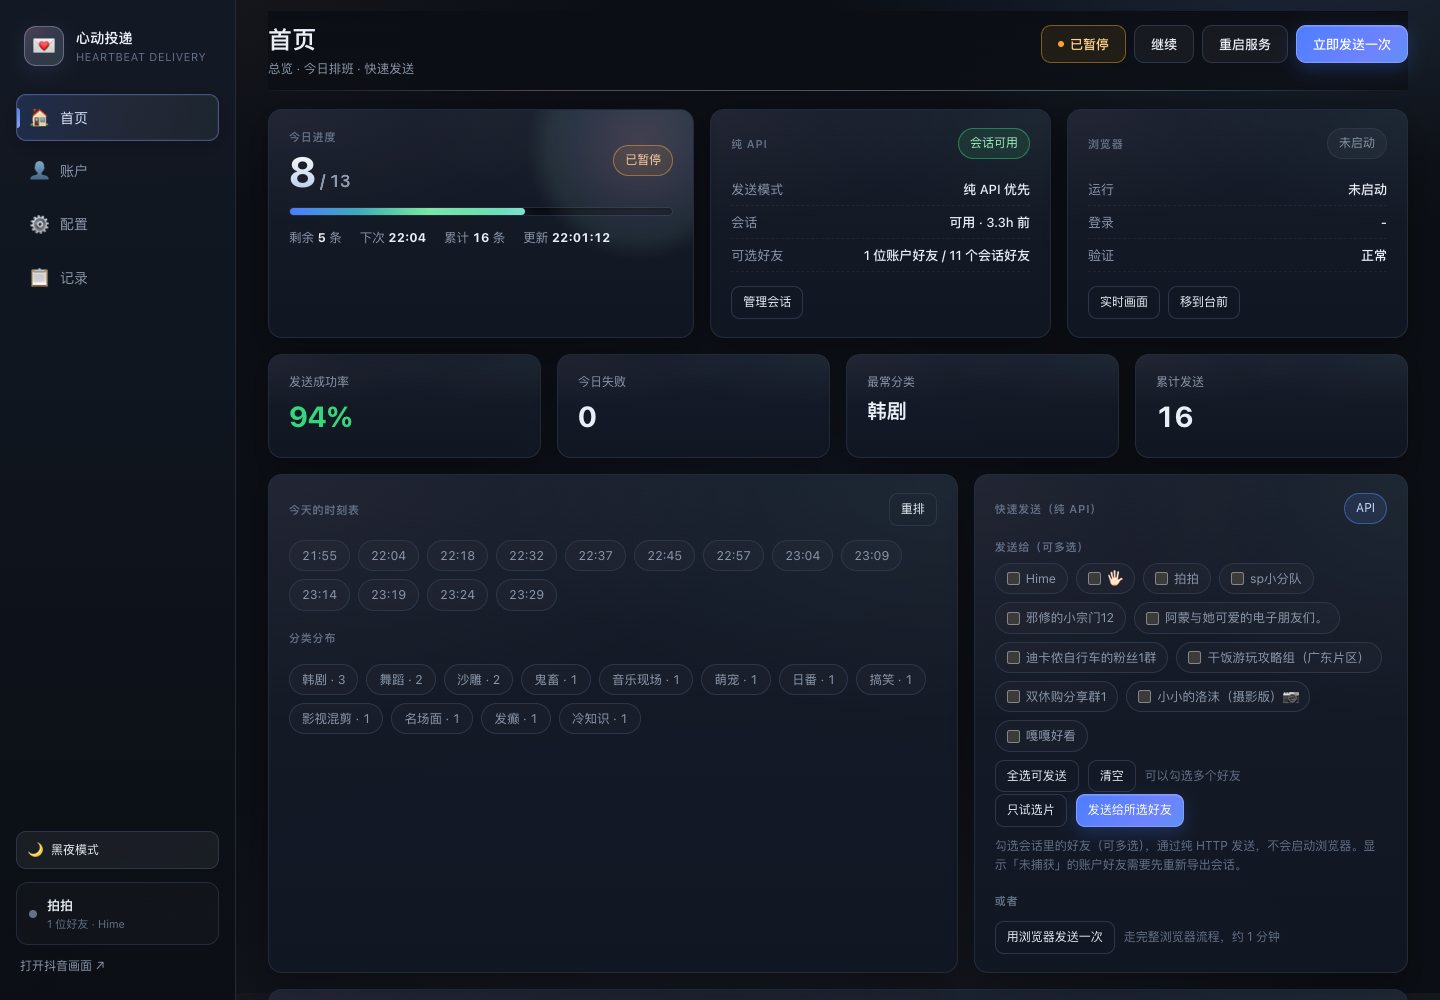 心动投递
HEARTBEAT DELIVERY
首页
账户
配置
记录
黑夜模式
拍拍
1 位好友 · Hime
打开抖音画面 ↗
首页
总览 · 今日排班 · 快速发送
已暂停
继续
重启服务
立即发送一次
今日进度
8 / 13
已暂停
剩余 5 条 下次 22:04 累计 16 条 更新 22:01:12
纯 API
会话可用
发送模式 纯 API 优先
会话 可用 · 3.3h 前
可选好友 1 位账户好友 / 11 个会话好友
管理会话
浏览器
未启动
运行 未启动
登录 -
验证 正常
实时画面 移到台前
发送成功率
94%
今日失败
0
最常分类
韩剧
累计发送
16
今天的时刻表
重排
21:55 22:04 22:18 22:32 22:37 22:45 22:57 23:04 23:09
23:14 23:19 23:24 23:29
分类分布
韩剧 · 3 舞蹈 · 2 沙雕 · 2 鬼畜 · 1 音乐现场 · 1 萌宠 · 1 日番 · 1 搞笑 · 1
影视混剪 · 1 名场面 · 1 发癫 · 1 冷知识 · 1
快速发送（纯 API）
API
发送给（可多选）
Hime 🖐🏻 拍拍 sp小分队
邪修的小宗门12 阿蒙与她可爱的电子朋友们。
迪卡侬自行车的粉丝1群 干饭游玩攻略组（广东片区）
双休购分享群1 小小的洛沫（摄影版）📷
嘎嘎好看
全选可发送 清空 可以勾选多个好友
只试选片 发送给所选好友
勾选会话里的好友（可多选），通过纯 HTTP 发送，不会启动浏览器。显
示「未捕获」的账户好友需要先重新导出会话。
或者
用浏览器发送一次 走完整浏览器流程，约 1 分钟